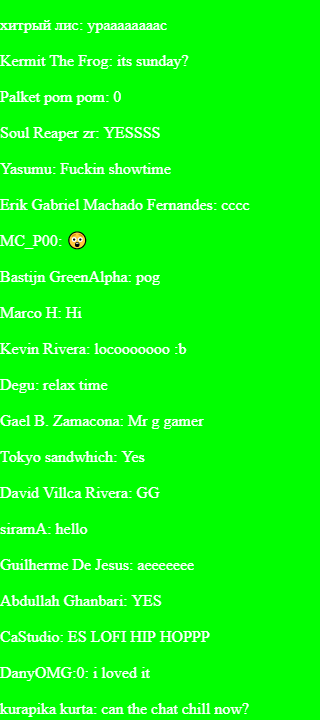 хитрый лис: урааааааааас
Kermit The Frog: its sunday?
Palket pom pom: 0
Soul Reaper zr: YESSSS
Yasumu: Fuckin showtime
Erik Gabriel Machado Fernandes: cccc
MC_P00: 😲
Bastijn GreenAlpha: pog
Marco H: Hi
Kevin Rivera: locooooooo :b
Degu: relax time
Gael B. Zamacona: Mr g gamer
Tokyo sandwhich: Yes
David Villca Rivera: GG
siramA: hello
Guilherme De Jesus: aeeeeeee
Abdullah Ghanbari: YES
CaStudio: ES LOFI HIP HOPPP
DanyOMG:0: i loved it
kurapika kurta: can the chat chill now?